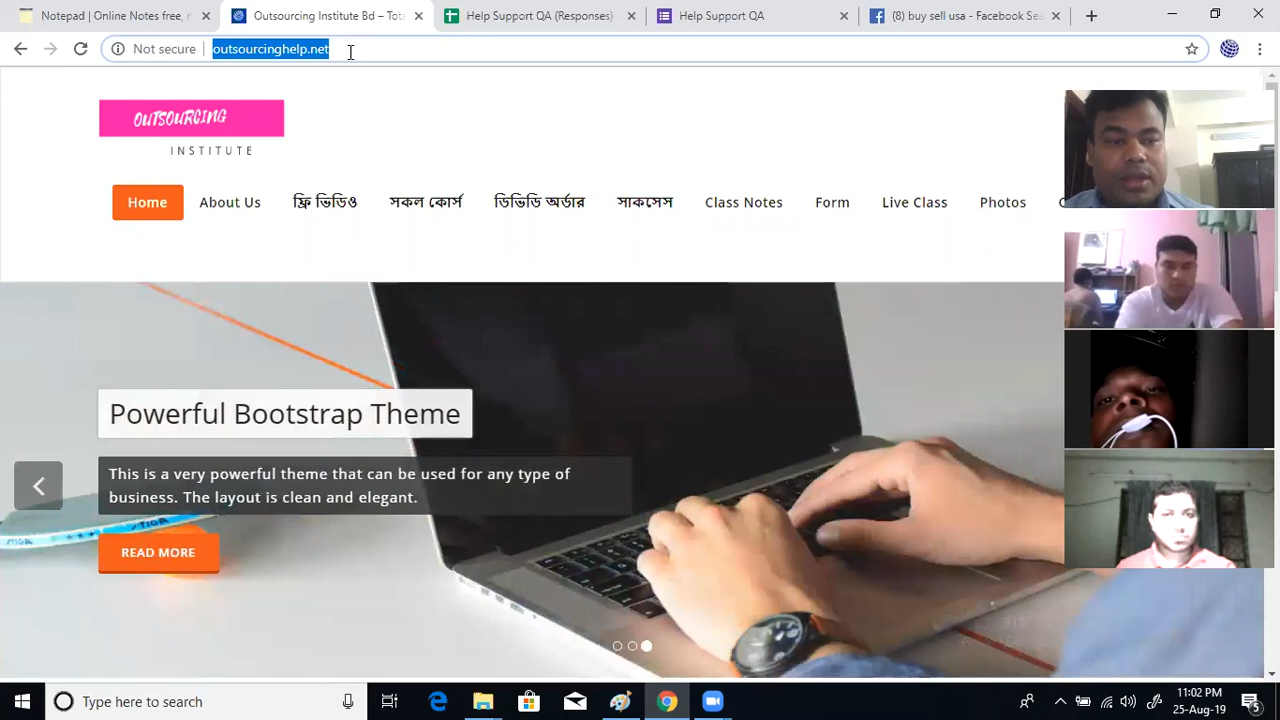 Notepad | Online Notes free,
Outsourcing Institute Bd – Tota
Help Support QA (Responses)
Help Support QA
(8) buy sell usa - Facebook Sea
Not secure
outsourcinghelp.net
OUTSOURCING
INSTITUTE
Home
About Us
ফ্রি ভিডিও
সকল কোর্স
ডিভিডি অর্ডার
সাকসেস
Class Notes
Form
Live Class
Photos
Powerful Bootstrap Theme
This is a very powerful theme that can be used for any type of
business. The layout is clean and elegant.
STIGA
READ MORE
Type here to search
11:02 PM
25-Aug-19
5